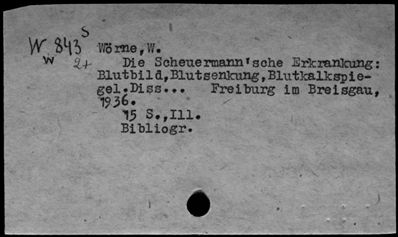 W 843 S Wörne,W.
W 2+ Die Scheuermann'sche Erkrankung:
Blutbild,Blutsenkung,Blutkalkspie-
gel.Diss... Freiburg im Breisgau,
1936.
15 S.,Ill.
Bibliogr.